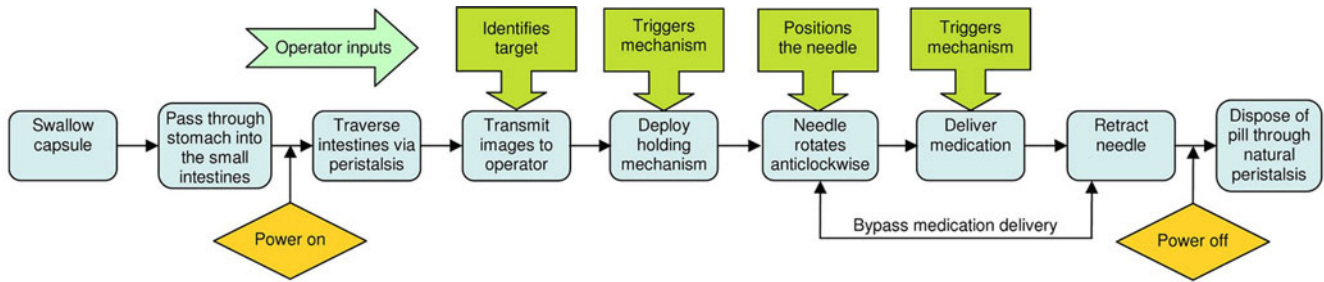 Operator inputs
Identifies
target
Triggers
mechanism
Positions
the needle
Triggers
mechanism
Swallow
capsule
Pass through
stomach into
the small
intestines
Traverse
intestines via
peristalsis
Transmit
images to
operator
Deploy
holding
mechanism
Needle
rotates
anticlockwise
Deliver
medication
Retract
needle
Dispose of
pill through
natural
peristalsis
Power on
Bypass medication delivery
Power off